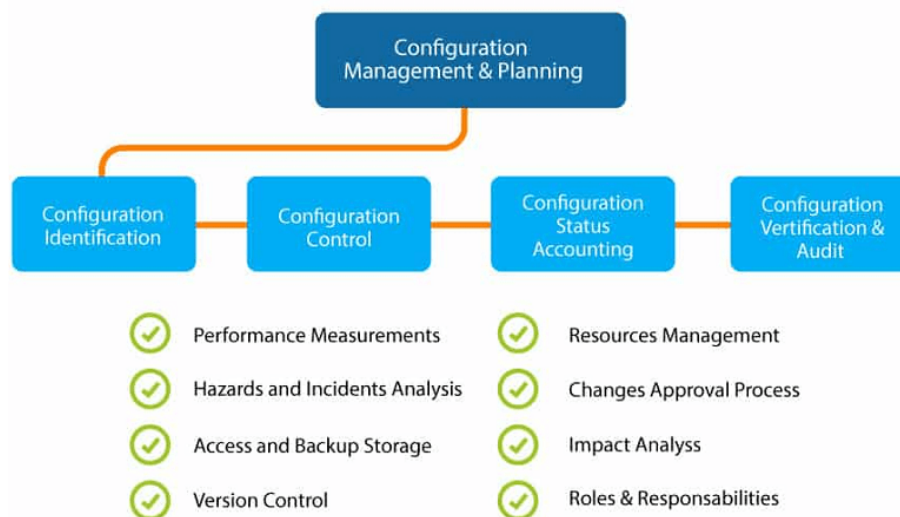 Configuration
Management & Planning
Configuration
Identification
Configuration
Control
Configuration
Status
Accounting
Configuration
Vertification &
Audit
Performance Measurements
Hazards and Incidents Analysis
Access and Backup Storage
Version Control
Resources Management
Changes Approval Process
Impact Analyss
Roles & Responsabilities